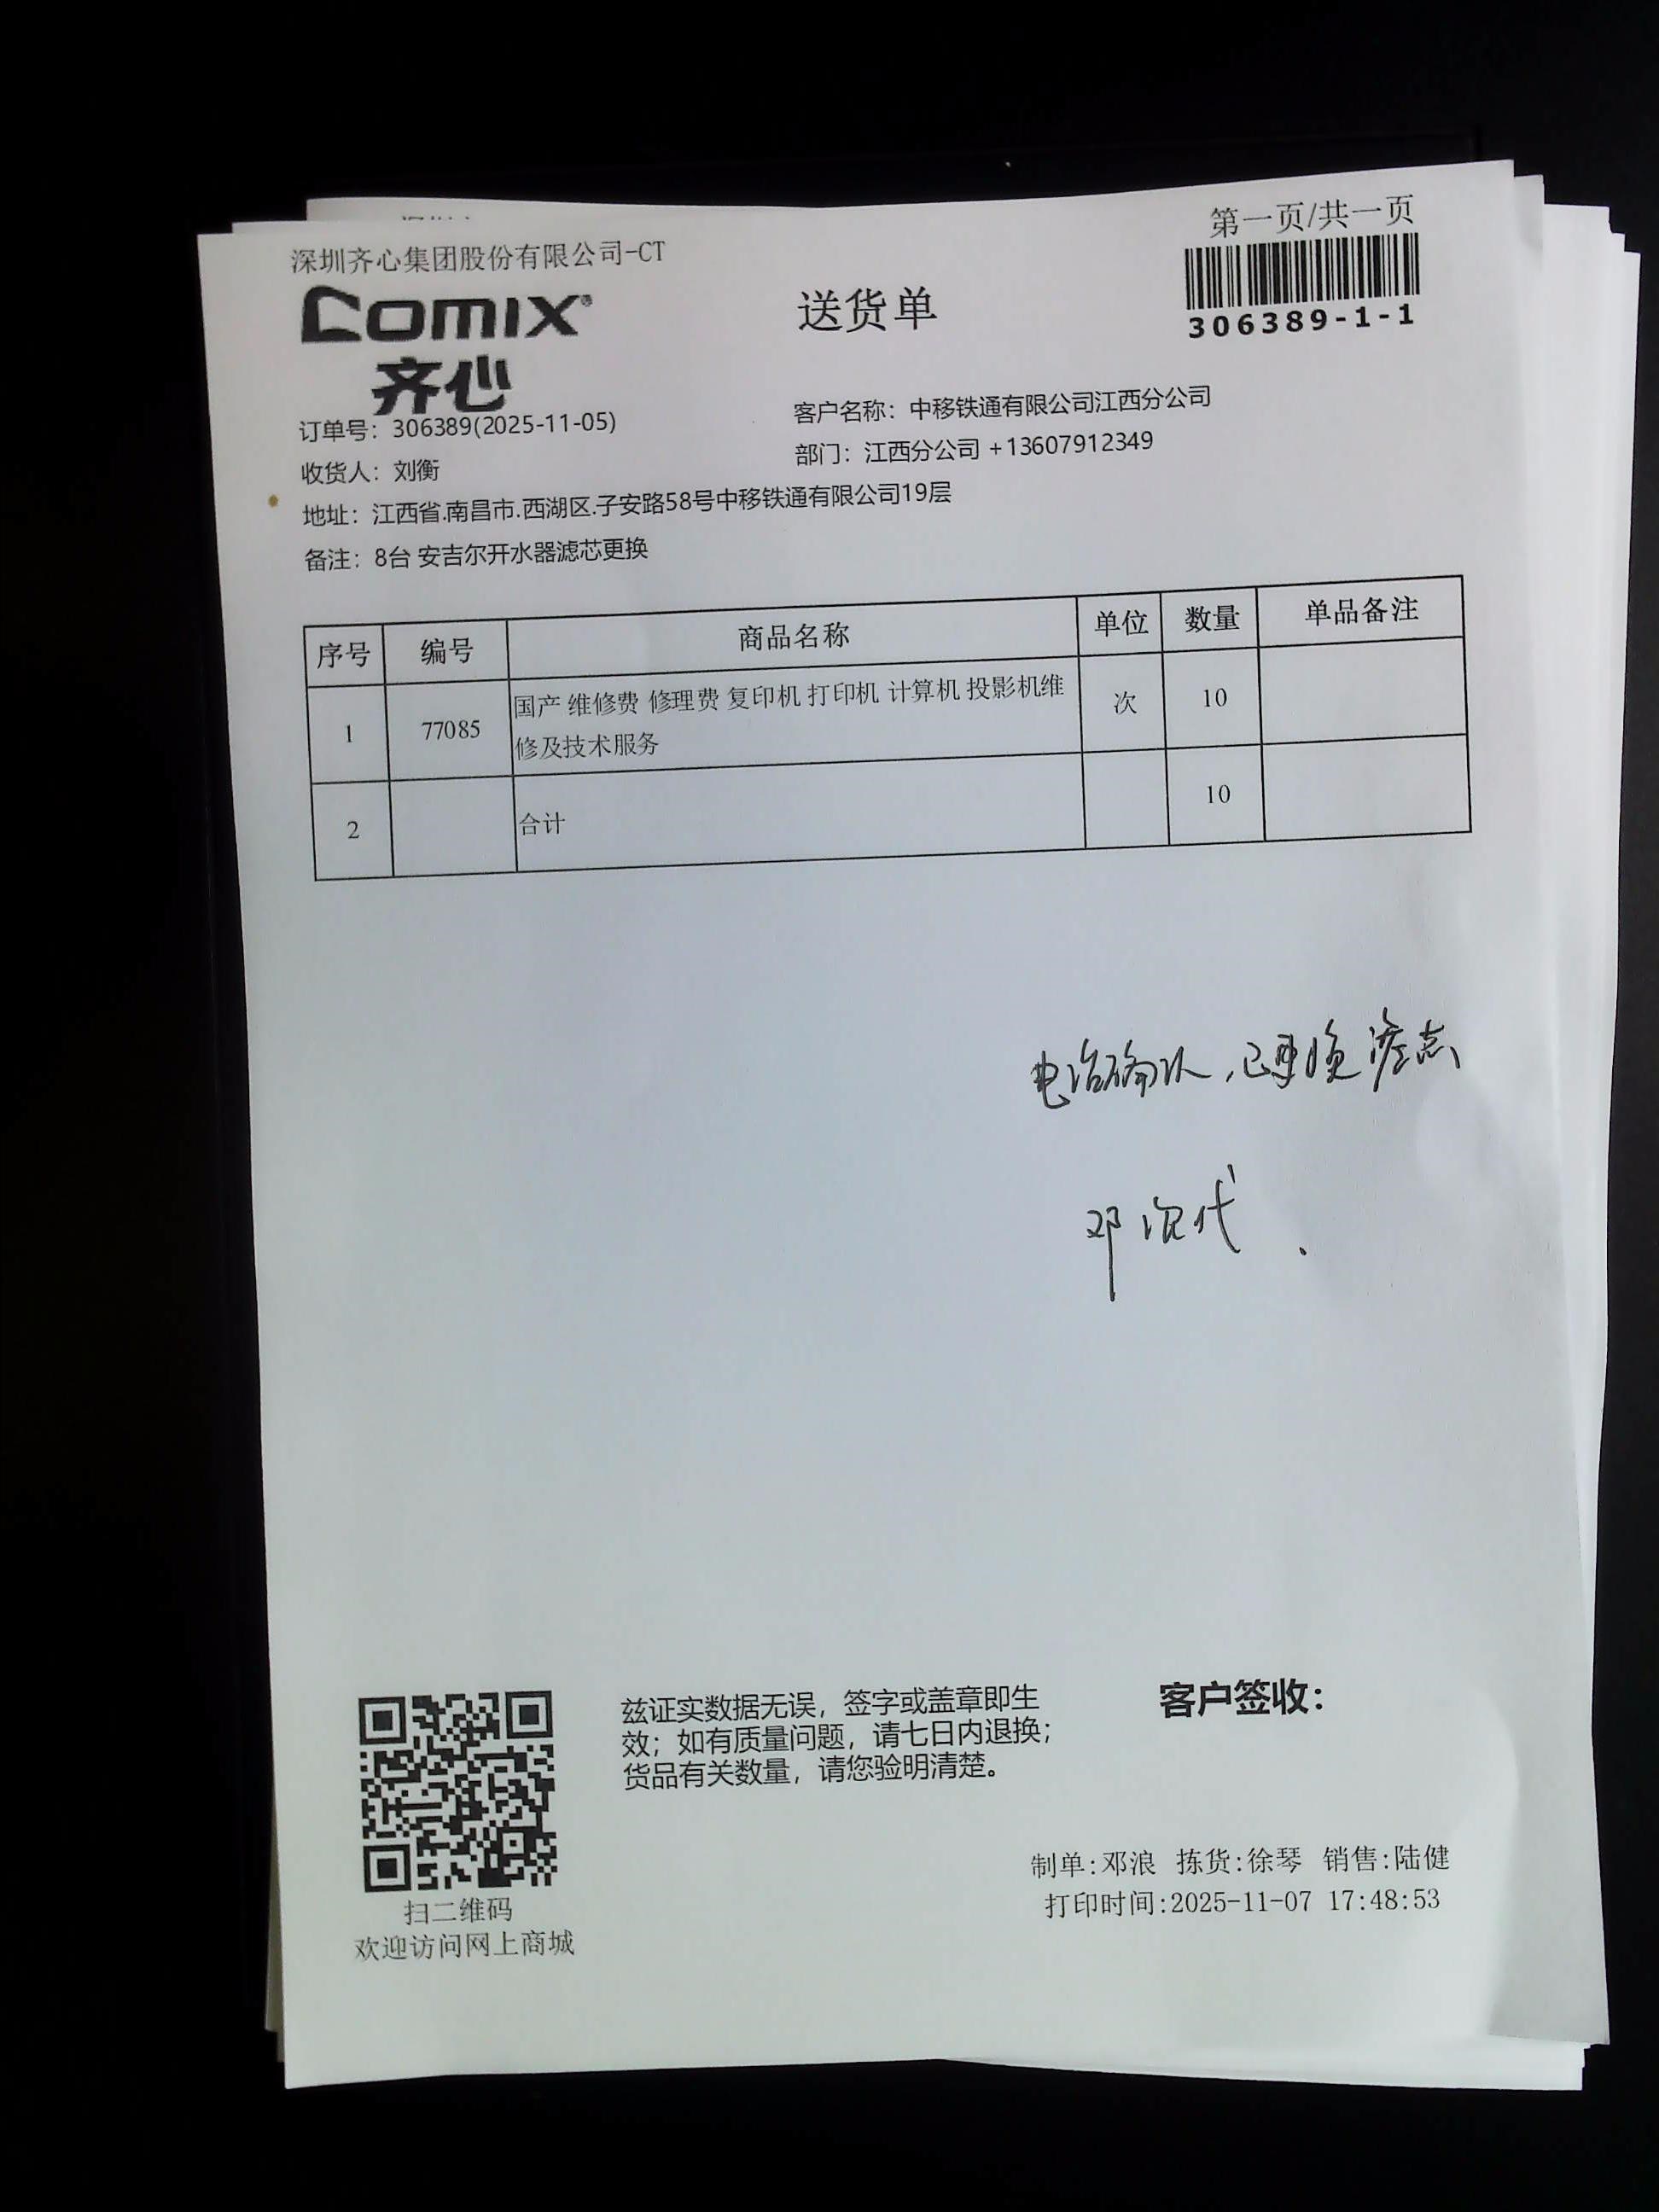 第一页/共一页
深圳齐心集团股份有限公司-CT
comix®
齐心
送货单
306389-1-1
订单号：306389(2025-11-05)
客户名称：中移铁通有限公司江西分公司
收货人：刘衡
部门：江西分公司 +13607912349
地址：江西省.南昌市.西湖区.子安路58号中移铁通有限公司19层
备注：8台 安吉尔开水器滤芯更换
序号 编号 商品名称 单位 数量 单品备注
1 77085 国产 维修费 修理费 复印机 打印机 计算机 投影机维 次 10
修及技术服务
2 合计 10
电话确认，已更换滤芯
邓 代
兹证实数据无误，签字或盖章即生
效；如有质量问题，请七日内退换；
货品有关数量，请您验明清楚。
客户签收：
扫二维码
欢迎访问网上商城
制单:邓浪 拣货:徐琴 销售:陆健
打印时间:2025-11-07 17:48:53